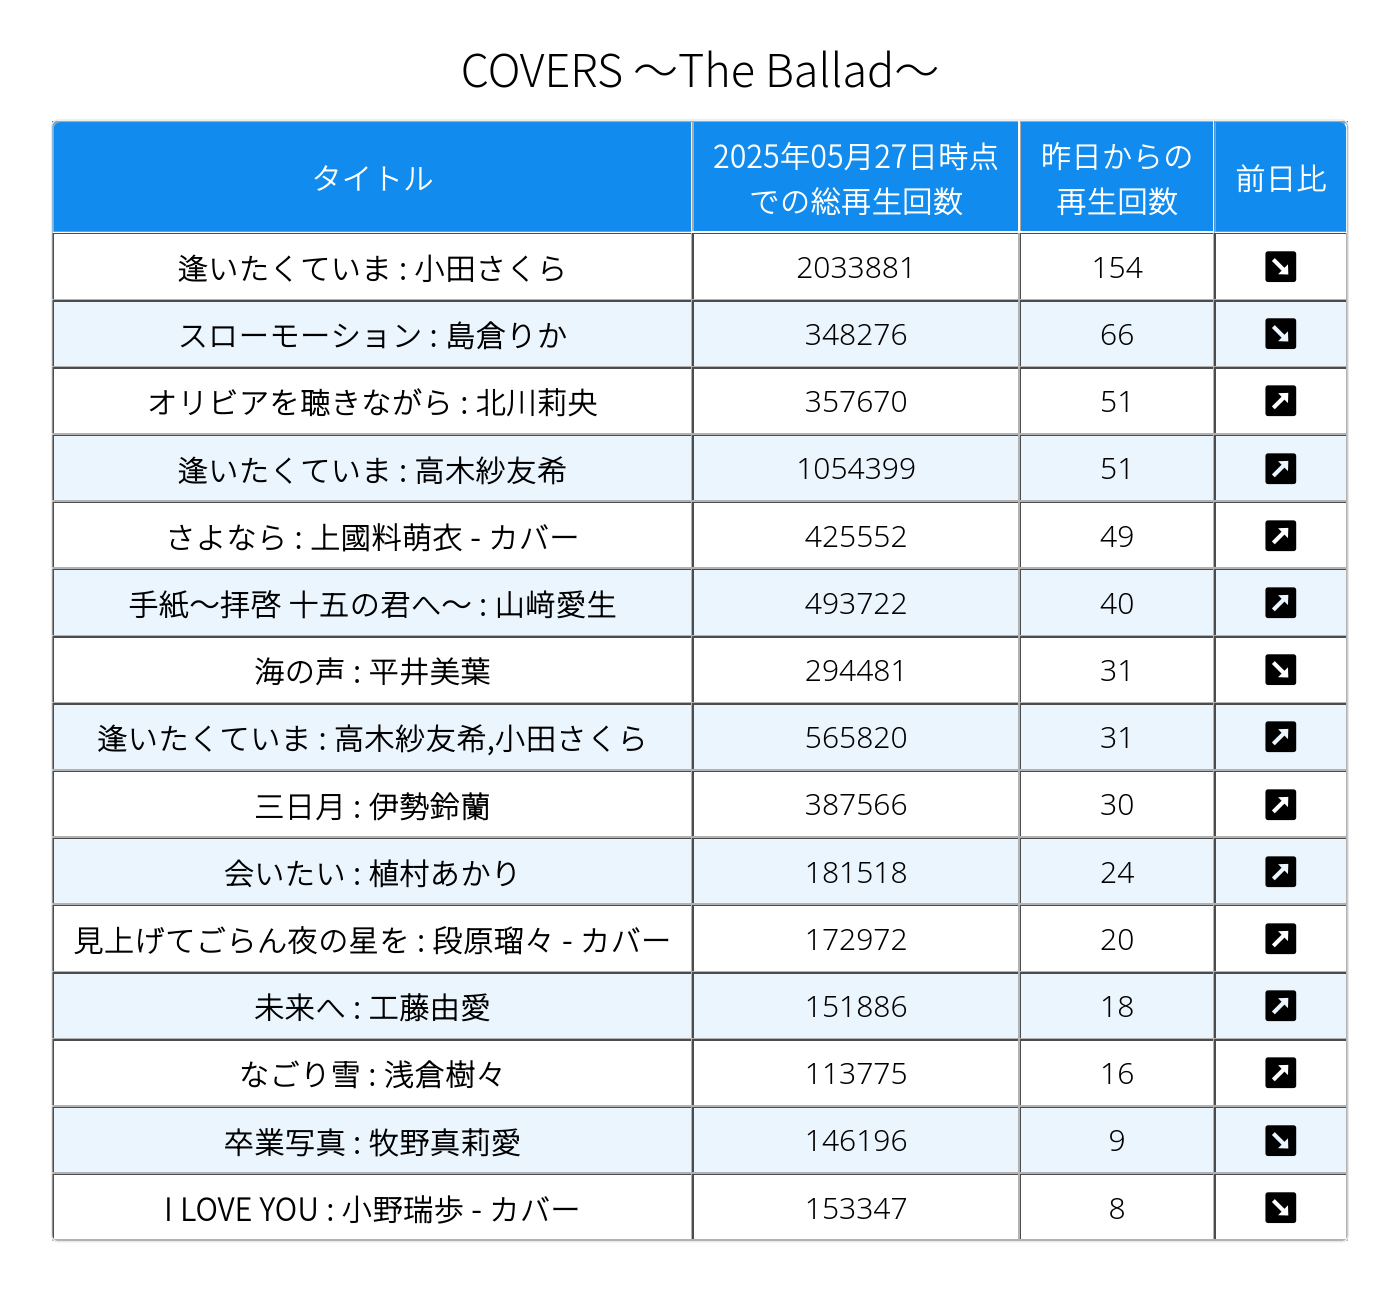 COVERS ～The Ballad～
タイトル
2025年05月27日時点
での総再生回数
昨日からの
再生回数
前日比
逢いたくていま : 小田さくら 2033881 154
スローモーション : 島倉りか 348276 66
オリビアを聴きながら : 北川莉央 357670 51
逢いたくていま : 高木紗友希 1054399 51
さよなら : 上國料萌衣 - カバー 425552 49
手紙～拝啓 十五の君へ～ : 山﨑愛生 493722 40
海の声 : 平井美葉 294481 31
逢いたくていま : 高木紗友希,小田さくら 565820 31
三日月 : 伊勢鈴蘭 387566 30
会いたい : 植村あかり 181518 24
見上げてごらん夜の星を : 段原瑠々 - カバー 172972 20
未来へ : 工藤由愛 151886 18
なごり雪 : 浅倉樹々 113775 16
卒業写真 : 牧野真莉愛 146196 9
I LOVE YOU : 小野瑞歩 - カバー 153347 8